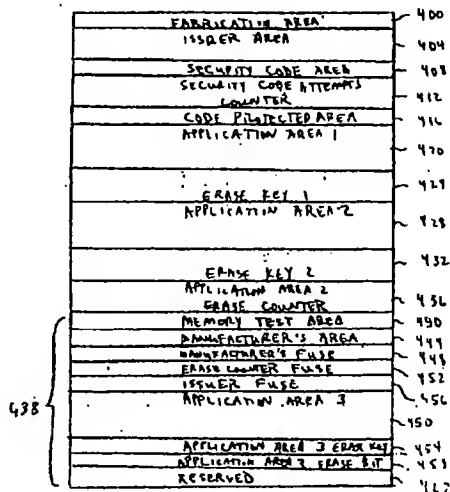 FABRICATION AREA 400
ISSUER AREA 404
SECURITY CODE AREA 408
SECURITY CODE ATTEMPTS
COUNTER 412
CODE PROTECTED AREA 416
APPLICATION AREA 1 420
ERASE KEY 1 424
APPLICATION AREA 2 428
432
ERASE KEY 2
APPLICATION AREA 2
ERASE COUNTER 436
MEMORY TEST AREA 440
MANUFACTURER'S AREA 444
MANUFACTURER'S FUSE 448
ERASE COUNTER FUSE 452
ISSUER FUSE 456
438
APPLICATION AREA 3
450
APPLICATION AREA 3 ERASE KEY 454
APPLICATION AREA 3 ERASE BIT 458
RESERVED 462